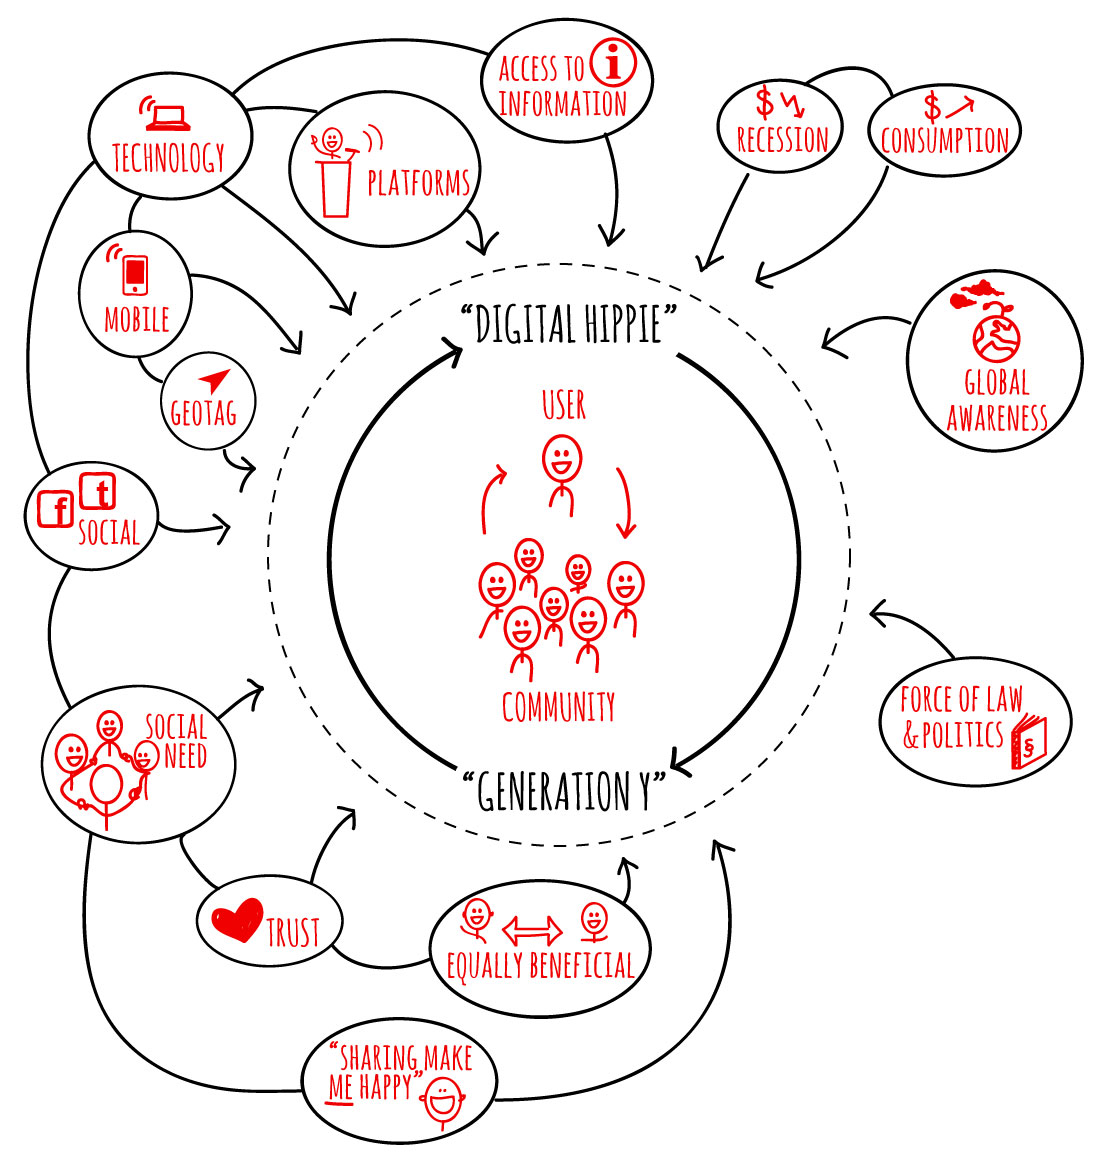 ACCESS TO
INFORMATION
i
$
RECESSION
$
CONSUMPTION
TECHNOLOGY
PLATFORMS
MOBILE
GEOTAG
"DIGITAL HIPPIE"
GLOBAL
AWARENESS
USER
f
t
SOCIAL
COMMUNITY
"GENERATION Y"
FORCE OF LAW
& POLITICS
§
SOCIAL
NEED
TRUST
EQUALLY BENEFICIAL
"SHARING MAKE
ME HAPPY"